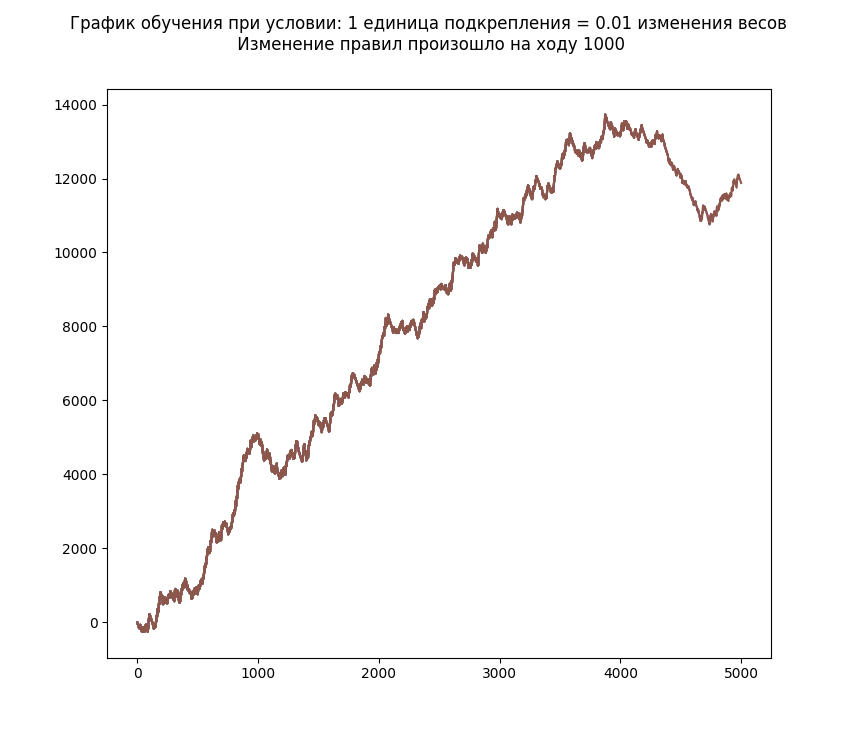 График обучения при условии: 1 единица подкрепления = 0.01 изменения весов
Изменение правил произошло на ходу 1000
14000
12000
10000
8000
6000
4000
2000
0
0 1000 2000 3000 4000 5000